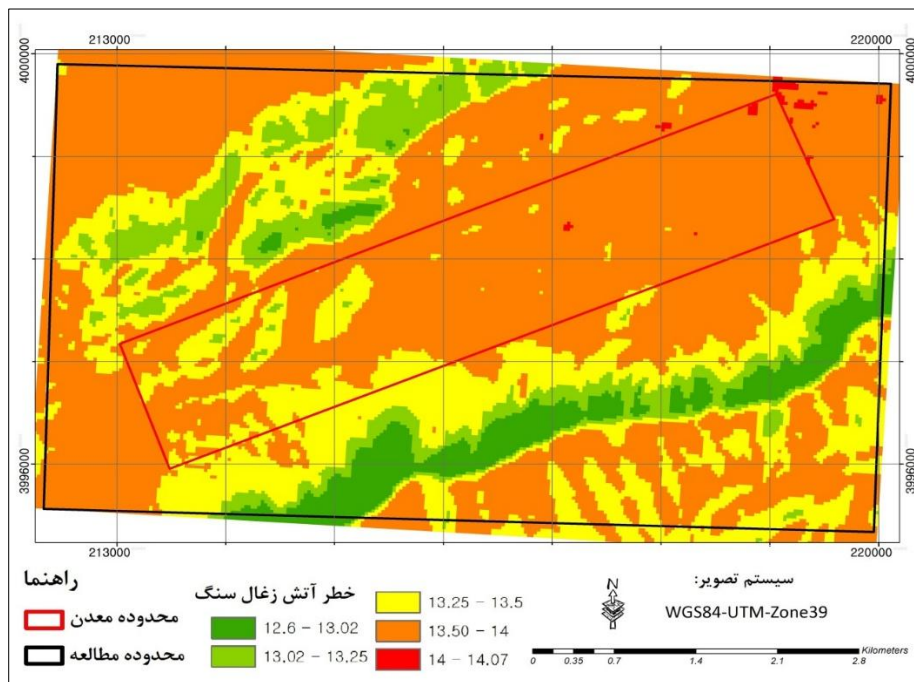 213000 220000
4000000 4000000
3996000 3996000
213000 220000
راهنما
محدوده معدن
محدوده مطالعه
خطر آتش زغال سنگ
12.6 - 13.02
13.02 - 13.25
13.25 - 13.5
13.50 - 14
14 - 14.07
N
سیستم تصویر:
WGS84-UTM-Zone39
Kilometers
0 0.35 0.7 1.4 2.1 2.8